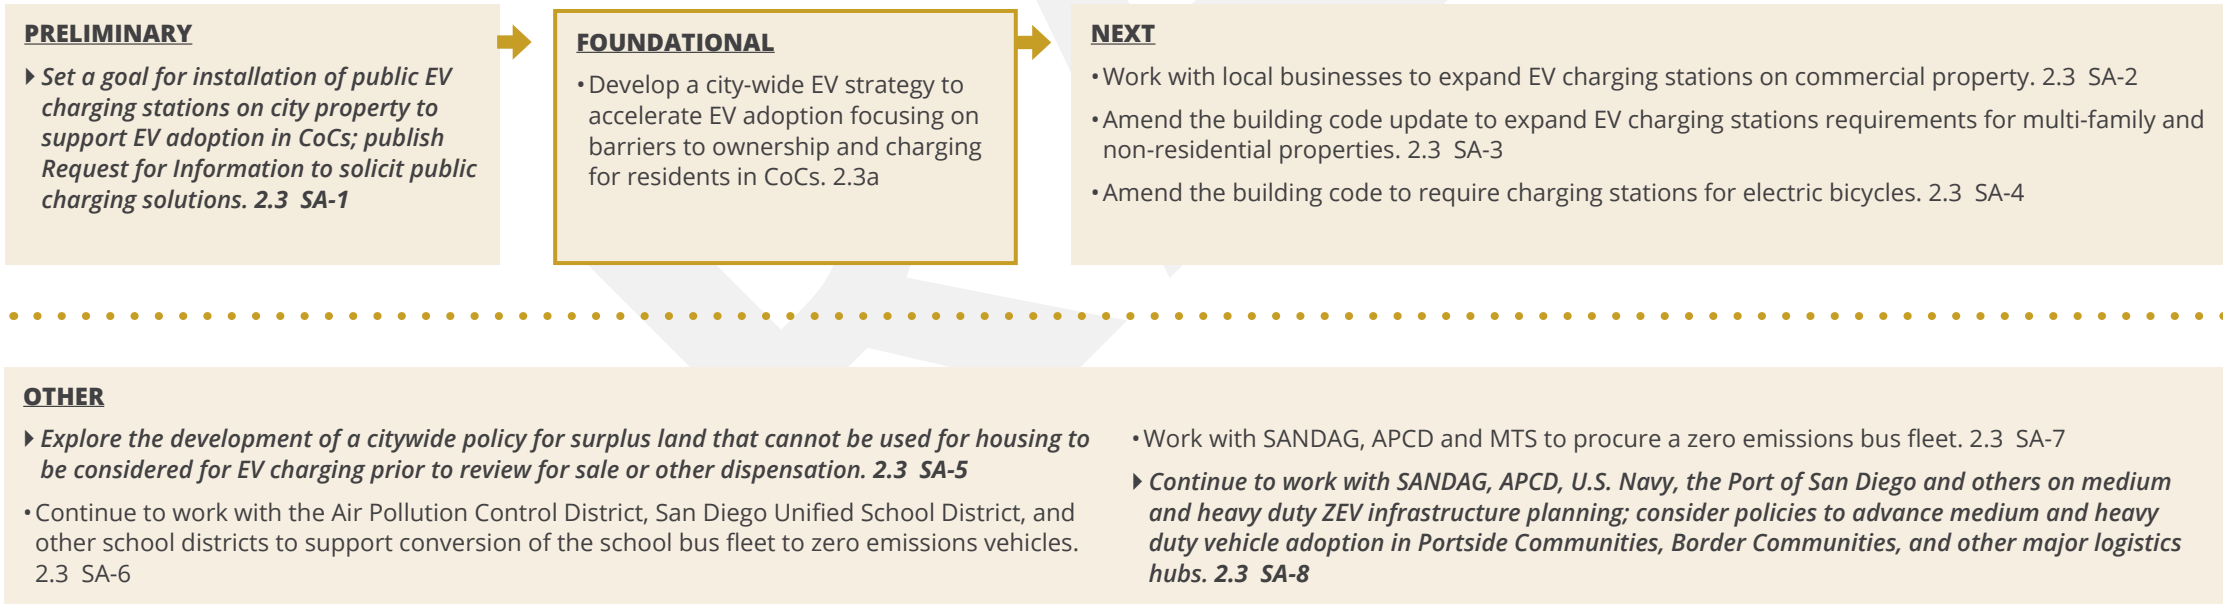 PRELIMINARY
Set a goal for installation of public EV
charging stations on city property to
support EV adoption in CoCs; publish
Request for Information to solicit public
charging solutions. 2.3 SA-1
FOUNDATIONAL
• Develop a city-wide EV strategy to
accelerate EV adoption focusing on
barriers to ownership and charging
for residents in CoCs. 2.3a
NEXT
• Work with local businesses to expand EV charging stations on commercial property. 2.3 SA-2
• Amend the building code update to expand EV charging stations requirements for multi-family and
non-residential properties. 2.3 SA-3
• Amend the building code to require charging stations for electric bicycles. 2.3 SA-4
OTHER
Explore the development of a citywide policy for surplus land that cannot be used for housing to
be considered for EV charging prior to review for sale or other dispensation. 2.3 SA-5
• Continue to work with the Air Pollution Control District, San Diego Unified School District, and
other school districts to support conversion of the school bus fleet to zero emissions vehicles.
2.3 SA-6
• Work with SANDAG, APCD and MTS to procure a zero emissions bus fleet. 2.3 SA-7
Continue to work with SANDAG, APCD, U.S. Navy, the Port of San Diego and others on medium
and heavy duty ZEV infrastructure planning; consider policies to advance medium and heavy
duty vehicle adoption in Portside Communities, Border Communities, and other major logistics
hubs. 2.3 SA-8